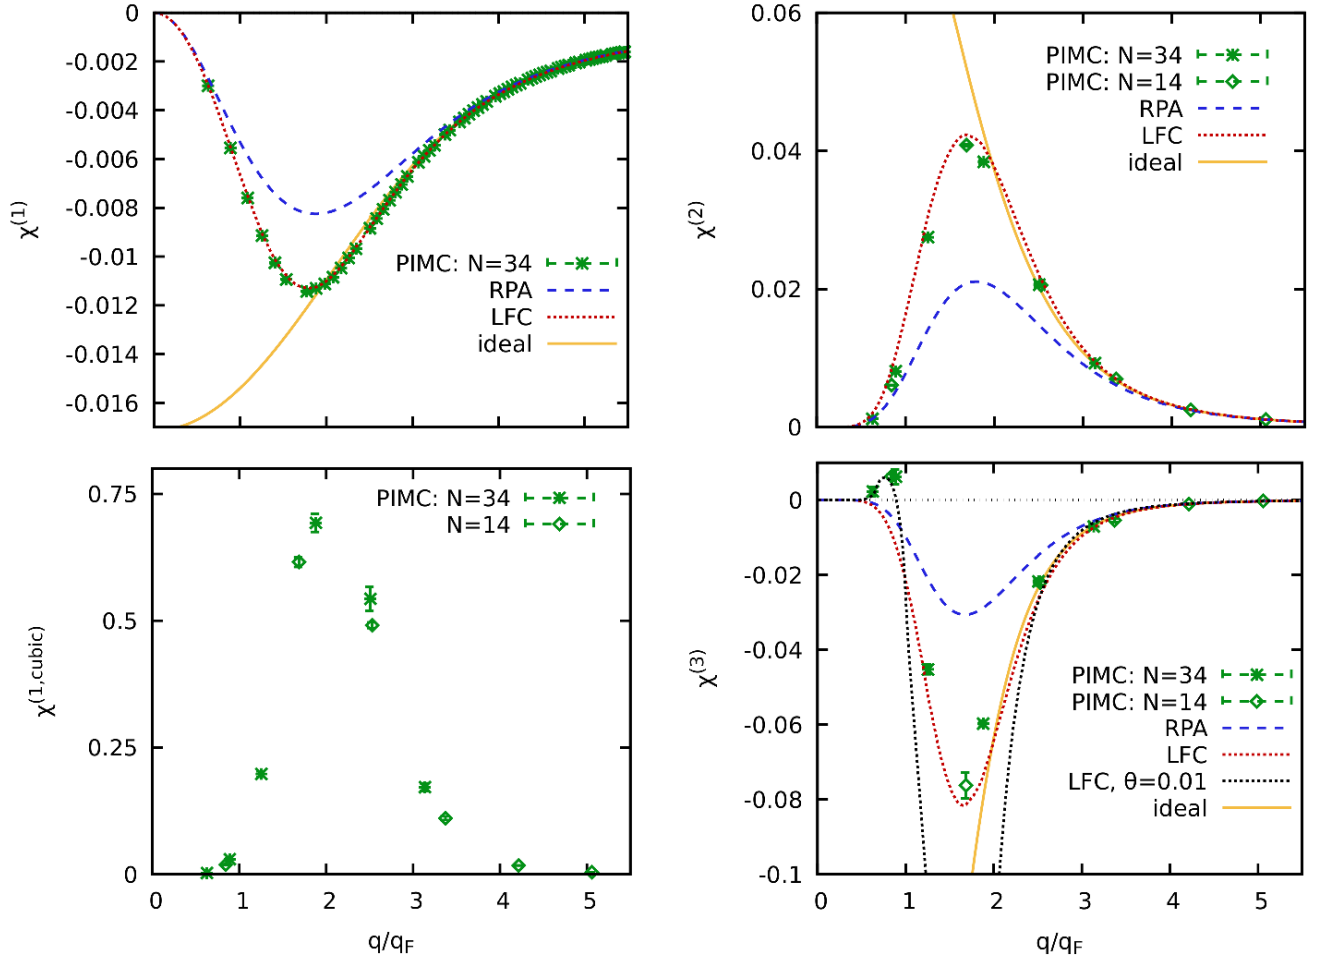 0
-0.002
-0.004
-0.006
-0.008
-0.01
-0.012
-0.014
-0.016
χ(1)
PIMC: N=34
RPA
LFC
ideal
0.06
0.04
0.02
0
χ(2)
PIMC: N=34
PIMC: N=14
RPA
LFC
ideal
0.75
0.5
0.25
0
χ(1,cubic)
PIMC: N=34
N=14
0 1 2 3 4 5
q/qF
0
-0.02
-0.04
-0.06
-0.08
-0.1
χ(3)
PIMC: N=34
PIMC: N=14
RPA
LFC
LFC, θ=0.01
ideal
0 1 2 3 4 5
q/qF